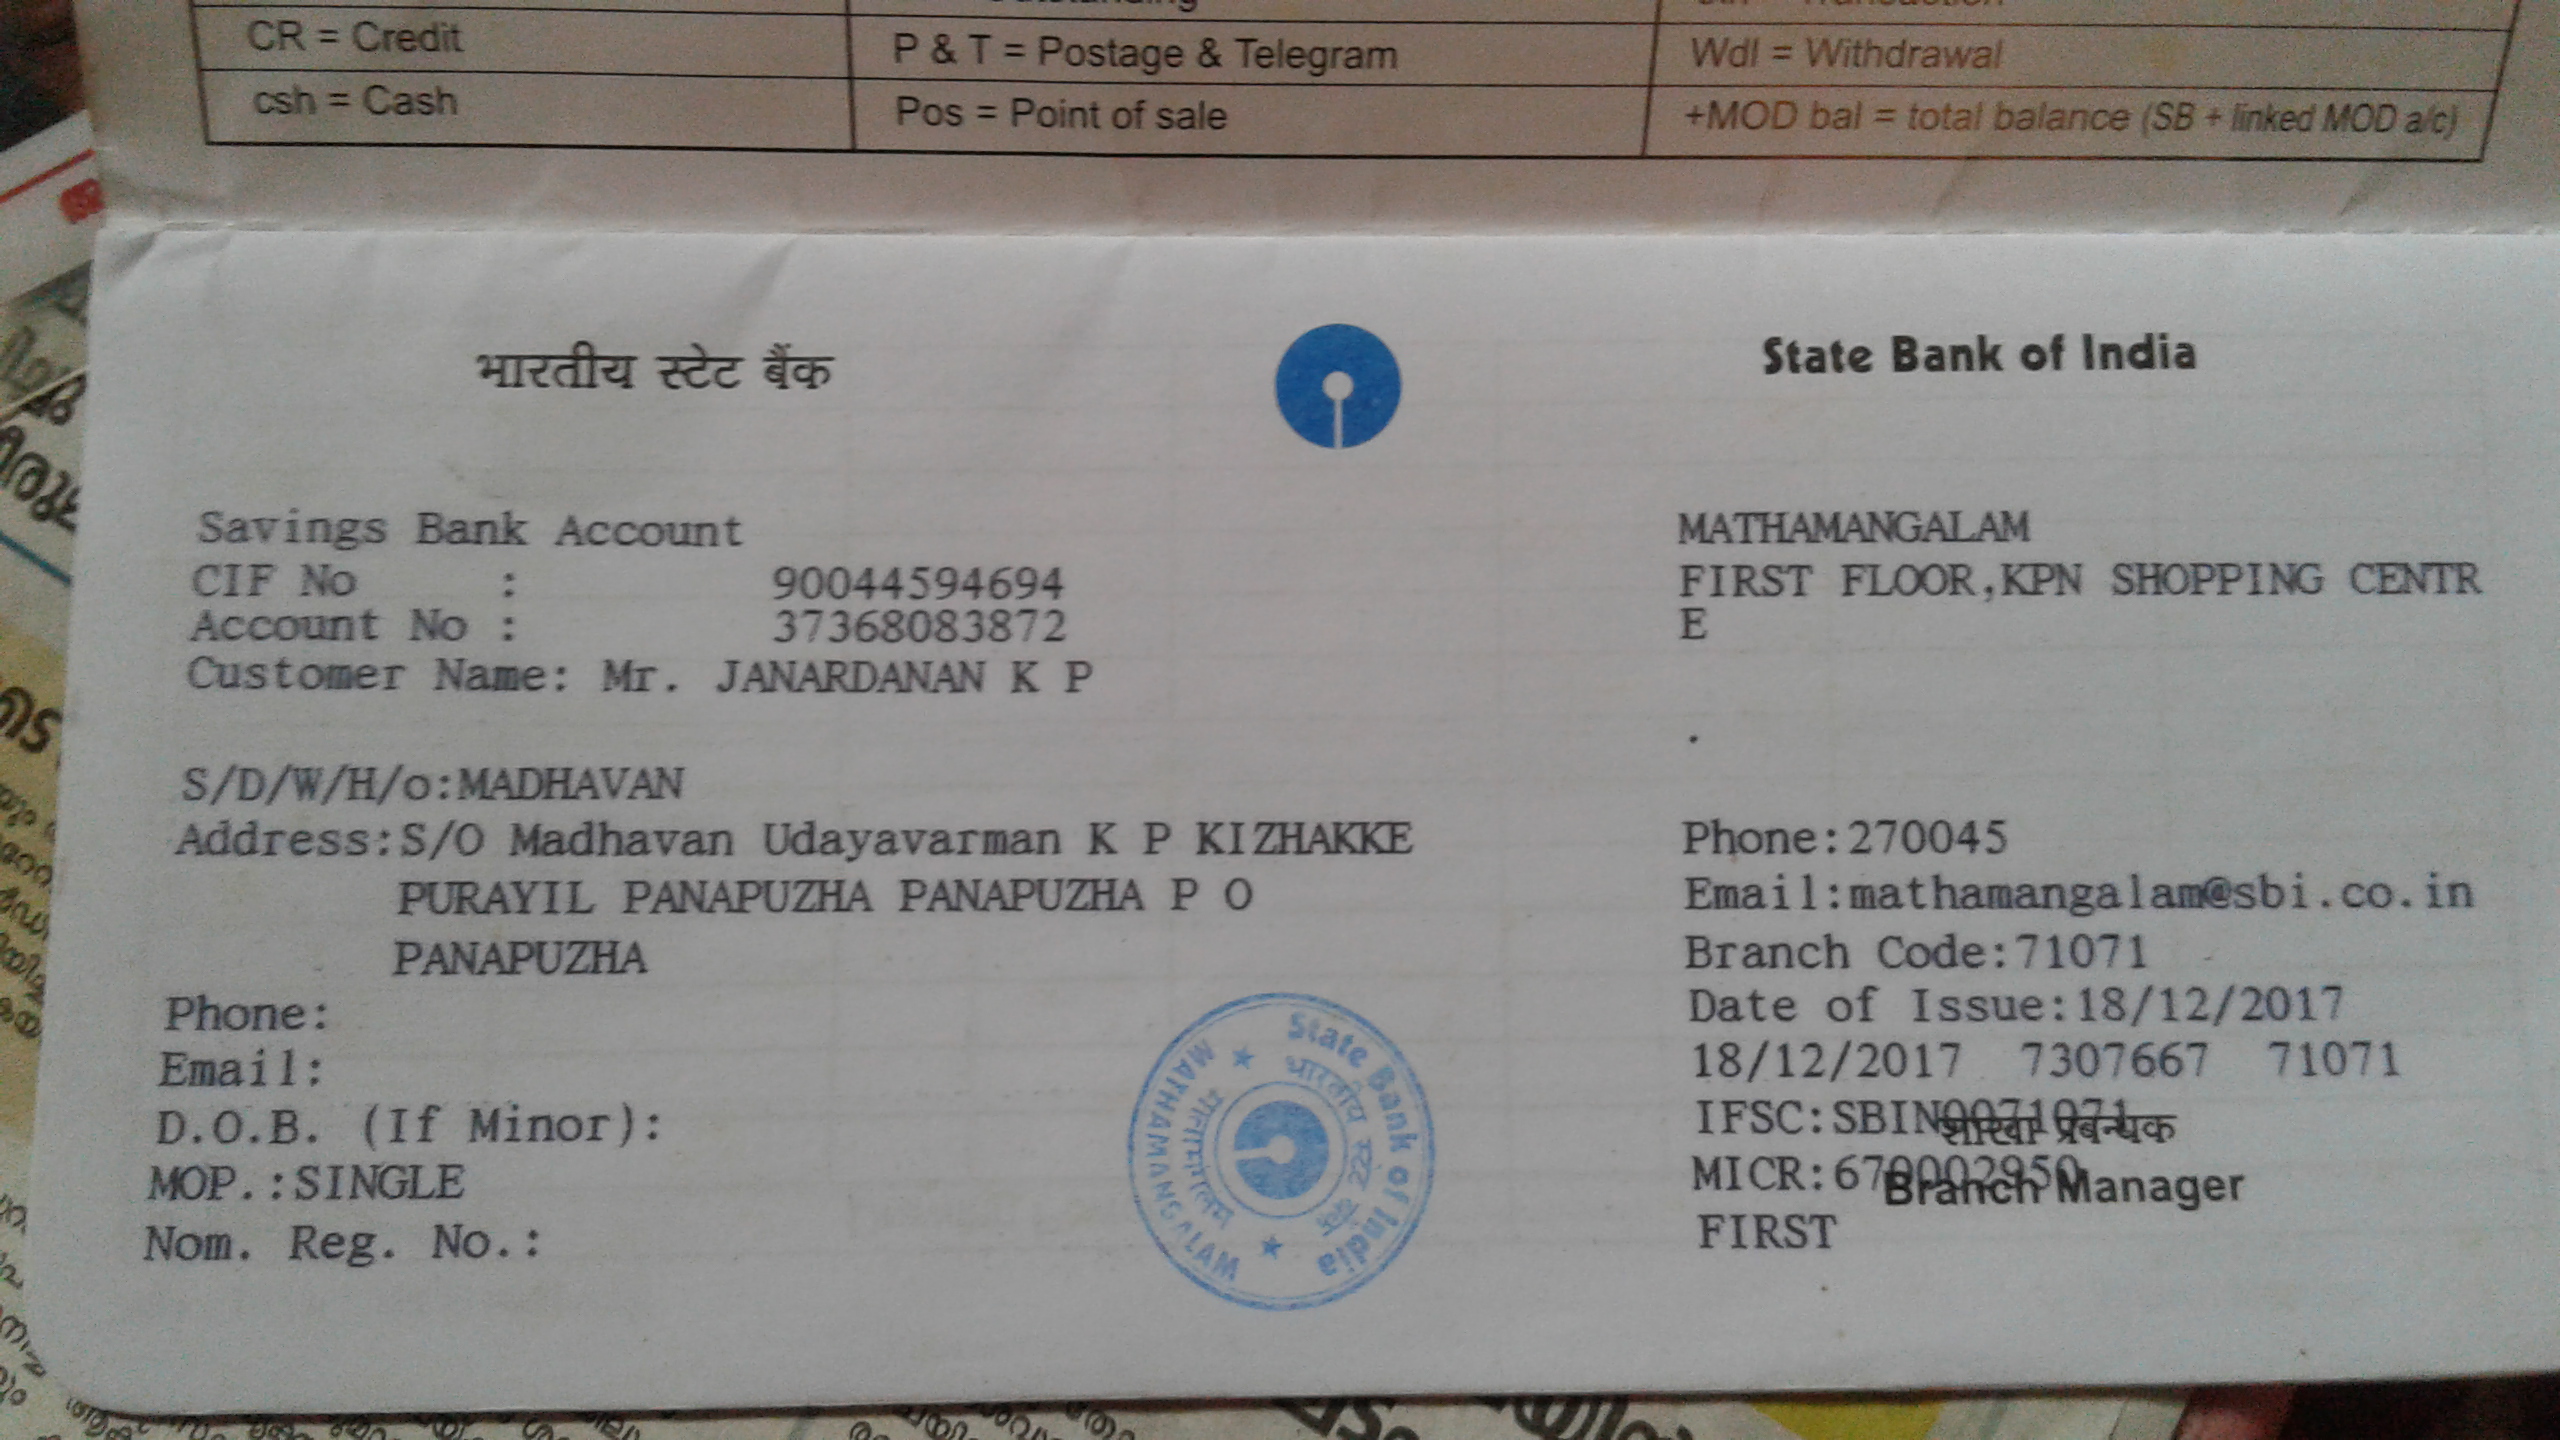 CR = Credit
P & T = Postage & Telegram
Wdl = Withdrawal
csh = Cash
Pos = Point of sale
+MOD bal = total balance (SB + linked MOD a/c)
भारतीय स्टेट बैंक
State Bank of India
Savings Bank Account
CIF No : 90044594694
Account No : 37368083872
Customer Name: Mr. JANARDANAN K P
S/D/W/H/o:MADHAVAN
Address:S/O Madhavan Udayavarman K P KIZHAKKE
PURAYIL PANAPUZHA PANAPUZHA P O
PANAPUZHA
Phone:
Email:
D.O.B. (If Minor):
MOP.:SINGLE
Nom. Reg. No.:
MATHAMANGALAM
FIRST FLOOR,KPN SHOPPING CENTR
E
.
Phone:270045
Email:mathamangalam@sbi.co.in
Branch Code:71071
Date of Issue:18/12/2017
18/12/2017 7307667 71071
IFSC:SBIN0071071
शाखा प्रबन्धक
MICR:670002950
Branch Manager
FIRST
State Bank of India
MATHAMANGALAM
भारतीय स्टेट बैंक